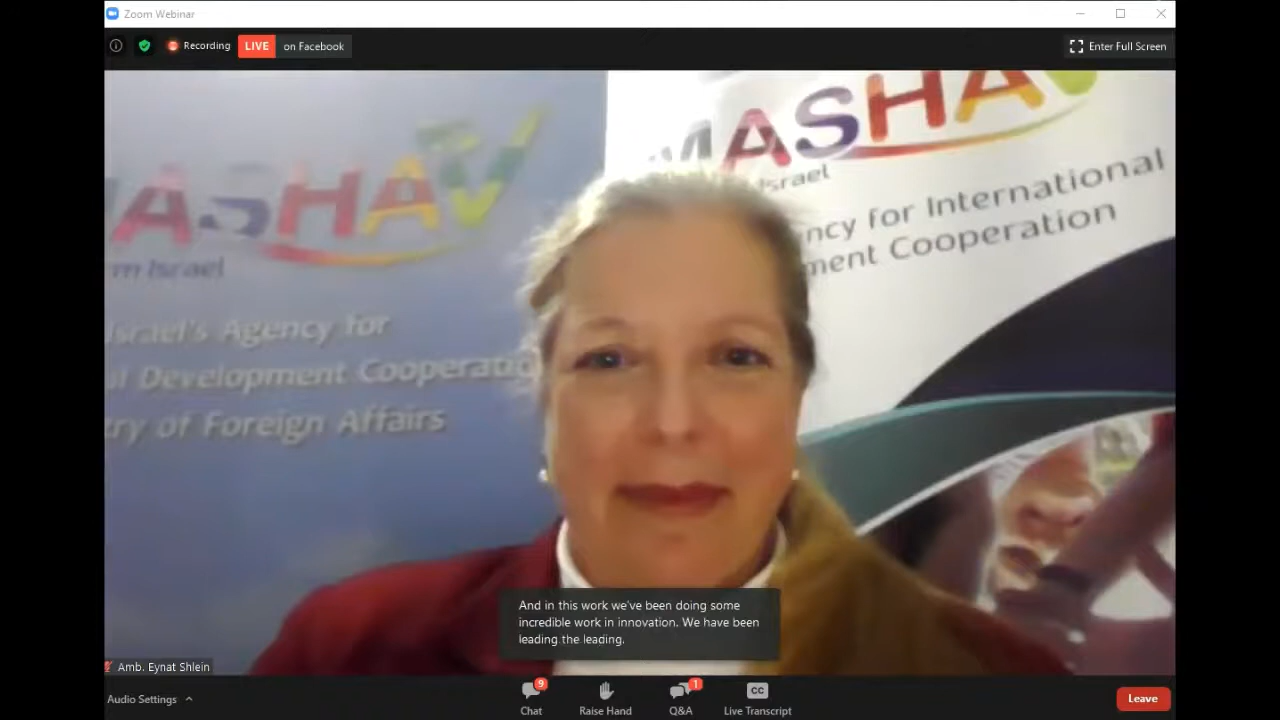 Zoom Webinar
Recording
LIVE on Facebook
Enter Full Screen
MASHAV
ASHAV
Israel
m Israel
ncy for International
ment Cooperation
Israel's Agency for
l Development Cooperatio
try of Foreign Affairs
And in this work we've been doing some
incredible work in innovation. We have been
leading the leading.
Amb. Eynat Shlein
Audio Settings
9
Chat
Raise Hand
1
Q&A
CC
Live Transcript
Leave